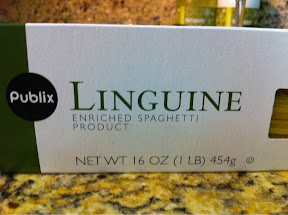 Publix
LINGUINE
ENRICHED SPAGHETTI
PRODUCT
NET WT 16 OZ (1 LB) 454g